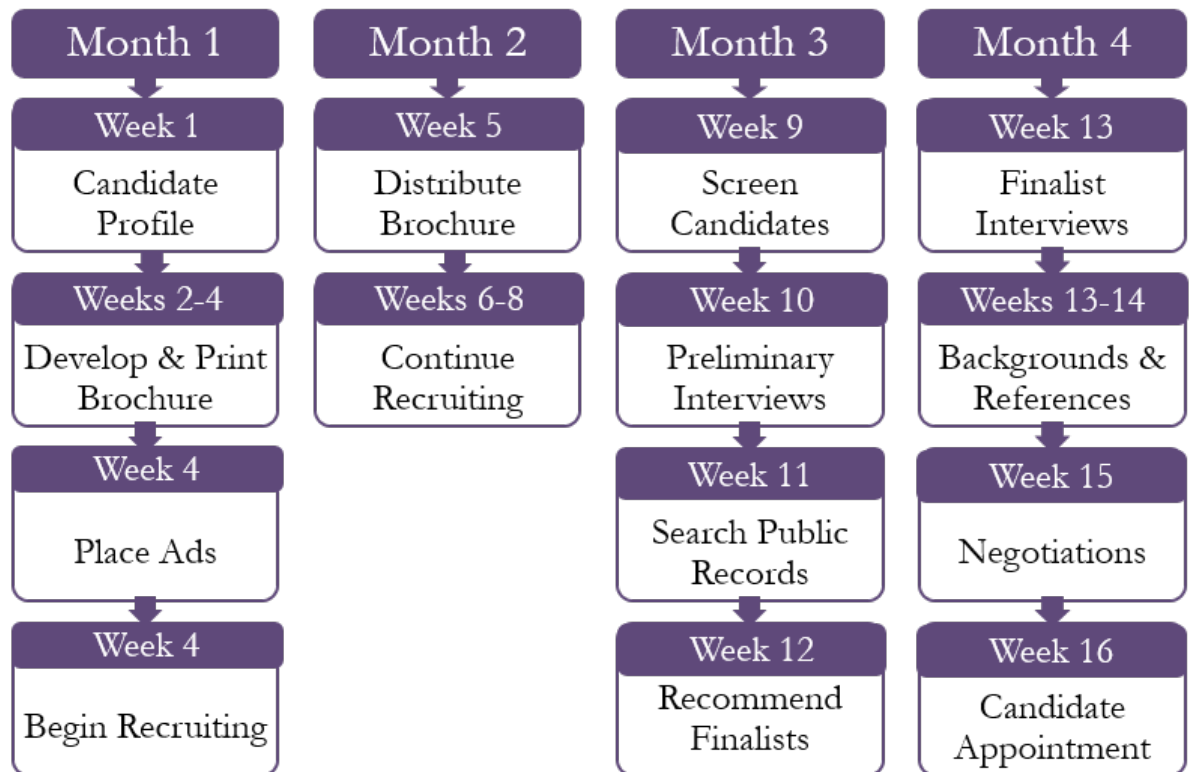 Month 1
Week 1
Candidate
Profile
Weeks 2-4
Develop & Print
Brochure
Week 4
Place Ads
Week 4
Begin Recruiting
Month 2
Week 5
Distribute
Brochure
Weeks 6-8
Continue
Recruiting
Month 3
Week 9
Screen
Candidates
Week 10
Preliminary
Interviews
Week 11
Search Public
Records
Week 12
Recommend
Finalists
Month 4
Week 13
Finalist
Interviews
Weeks 13-14
Backgrounds &
References
Week 15
Negotiations
Week 16
Candidate
Appointment